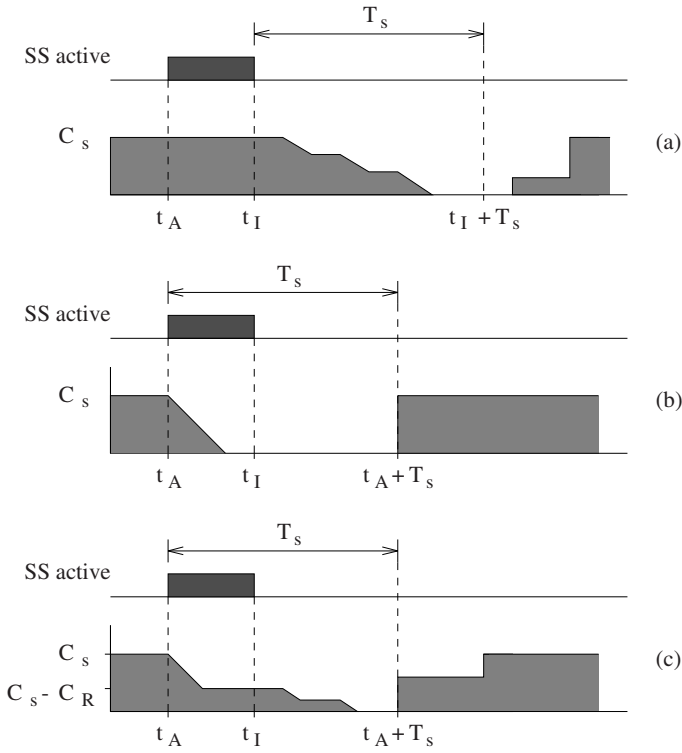 T s
SS active
C s
(a)
t A
t I
t I + T s
T s
SS active
C s
(b)
t A
t I
t A + T s
T s
SS active
C s
(c)
C s - C R
t A
t I
t A + T s